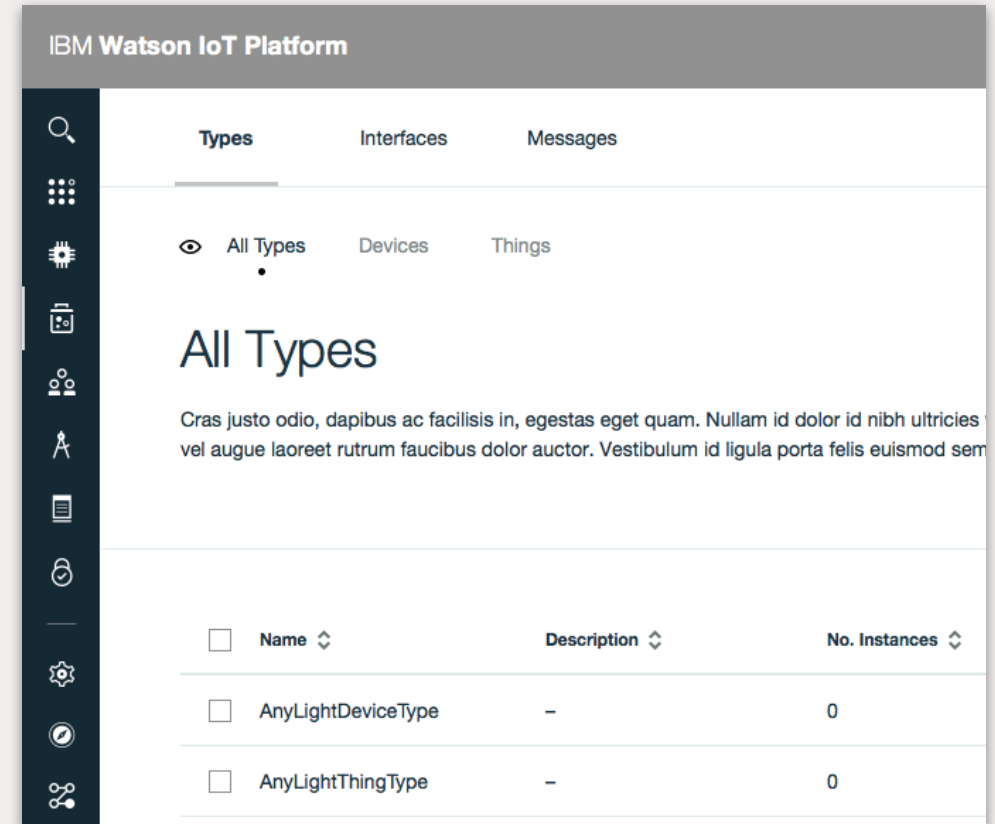 IBM Watson IoT Platform
Types Interfaces Messages
All Types Devices Things
All Types
Cras justo odio, dapibus ac facilisis in, egestas eget quam. Nullam id dolor id nibh ultricies
vel augue laoreet rutrum faucibus dolor auctor. Vestibulum id ligula porta felis euismod sem
Name Description No. Instances
AnyLightDeviceType – 0
AnyLightThingType – 0